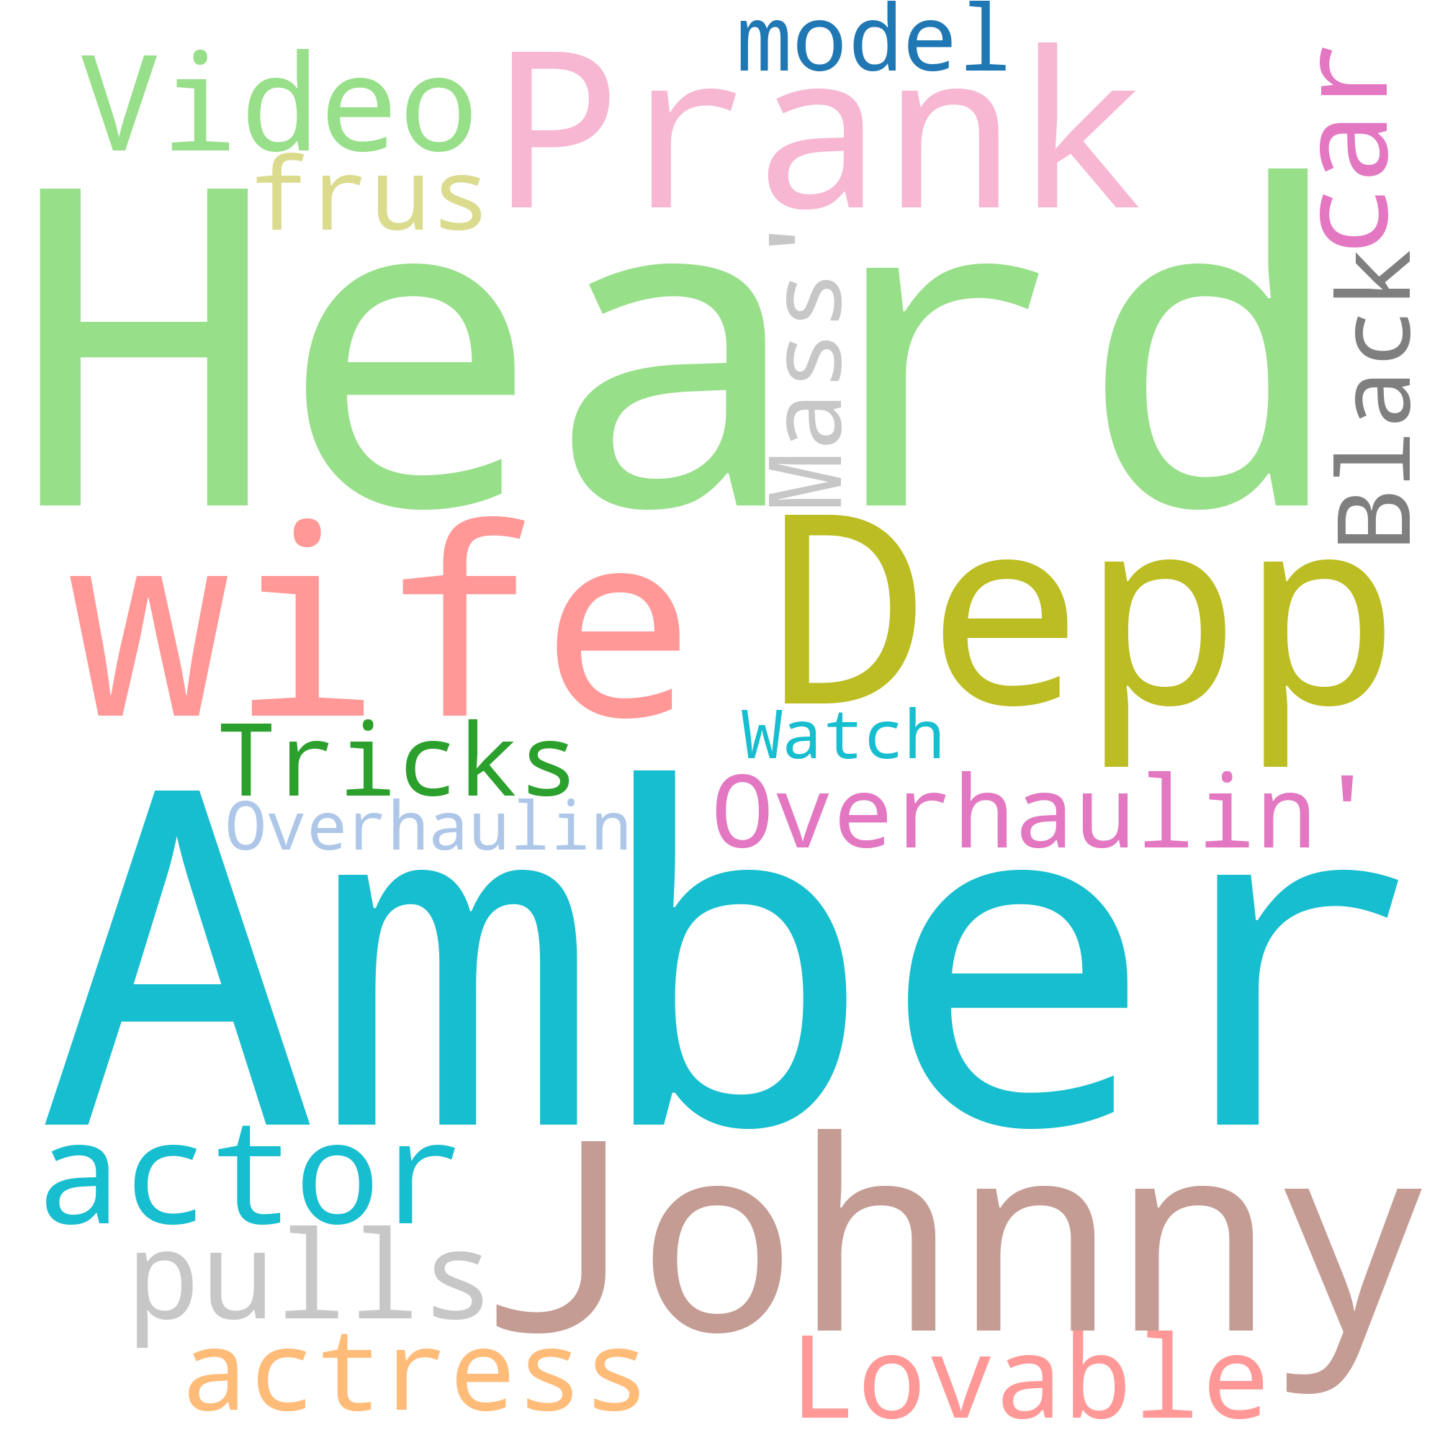 model
Video
Prank
car
frus
Heard
Mass'
Black
wife
Depp
Tricks
Watch
Overhaulin
Overhaulin'
Amber
actor
Johnny
pulls
actress
Lovable